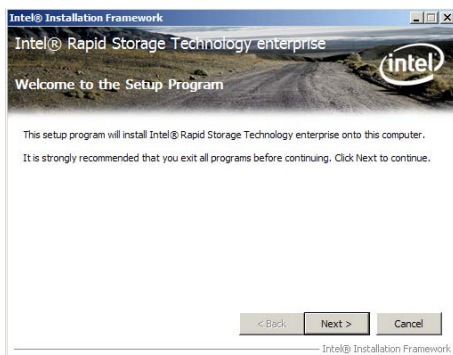 Intel® Installation Framework
Intel® Rapid Storage Technology enterprise
(intel)
Welcome to the Setup Program
This setup program will install Intel® Rapid Storage Technology enterprise onto this computer.
It is strongly recommended that you exit all programs before continuing. Click Next to continue.
< Back Next > Cancel
Intel® Installation Framework